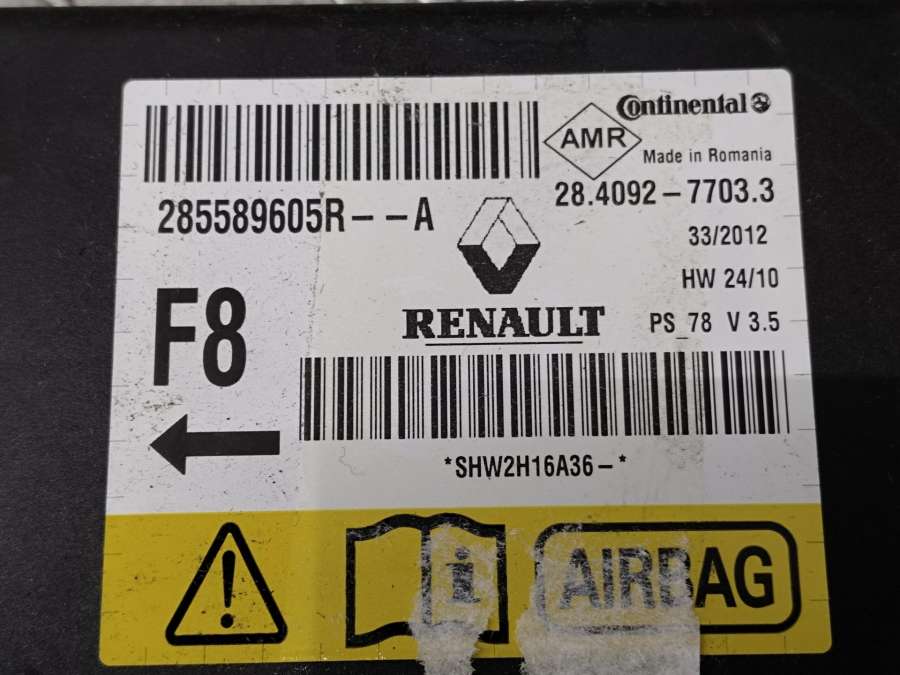 Continental
AMR
Made in Romania
285589605R--A
28.4092-7703.3
33/2012
HW 24/10
F8
RENAULT
PS_78 V 3.5
*SHW2H16A36-*
i
AIRBAG